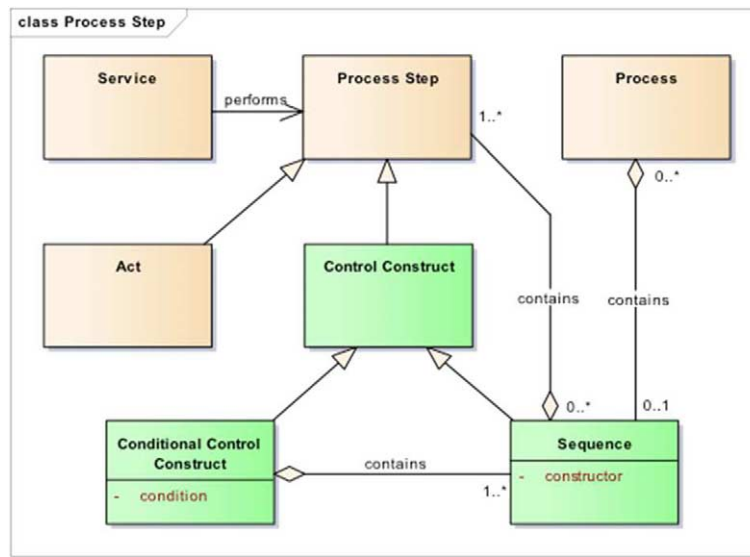 class Process Step
Service
performs
Process Step
Process
1..*
0..*
Act
Control Construct
contains
contains
0..*
0..1
Conditional Control
Construct
- condition
contains
1..*
Sequence
- constructor